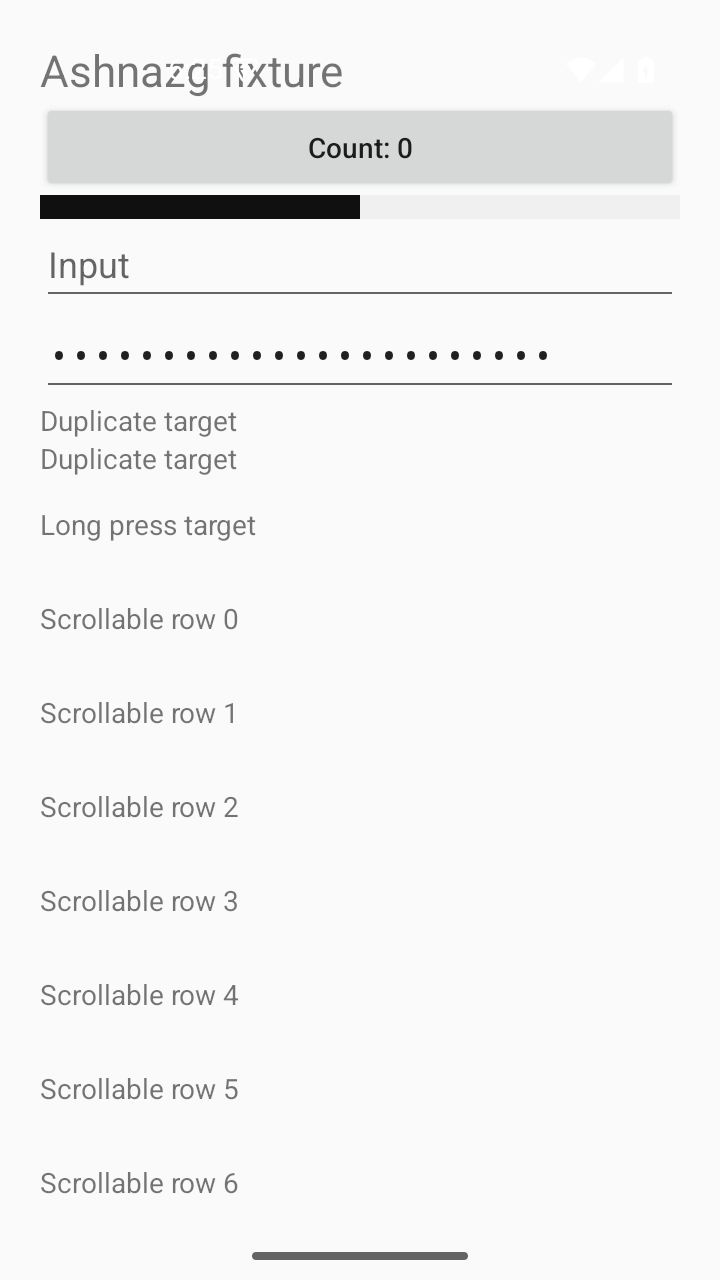 Ashnazg fixture
Count: 0
Input
•••••••••••••••••••••••
Duplicate target
Duplicate target
Long press target
Scrollable row 0
Scrollable row 1
Scrollable row 2
Scrollable row 3
Scrollable row 4
Scrollable row 5
Scrollable row 6